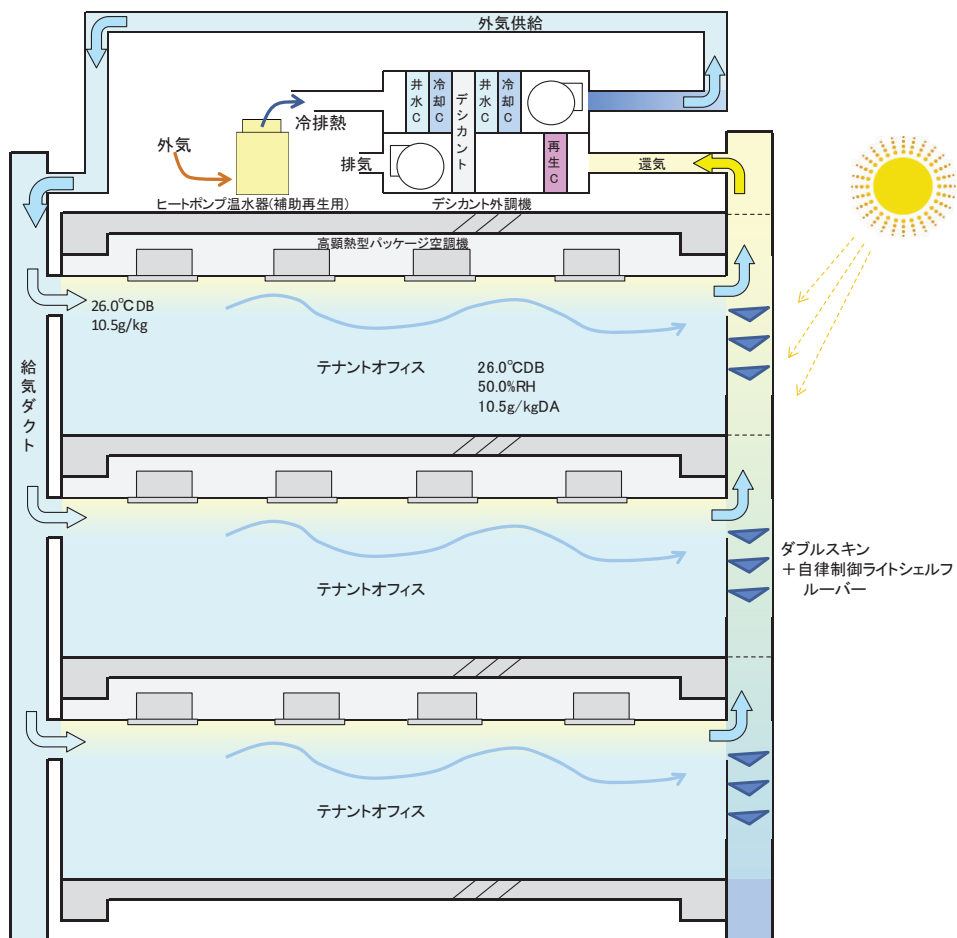 外気供給
井水C
冷却C
デシカント
井水C
冷却C
冷排熱
外気
排気
再生C
還気
ヒートポンプ温水器(補助再生用)
デシカント外調機
高顕熱型パッケージ空調機
26.0℃DB
10.5g/kg
給気ダクト
テナントオフィス
26.0℃DB
50.0%RH
10.5g/kgDA
テナントオフィス
ダブルスキン
+自律制御ライトシェルフ
ルーバー
テナントオフィス